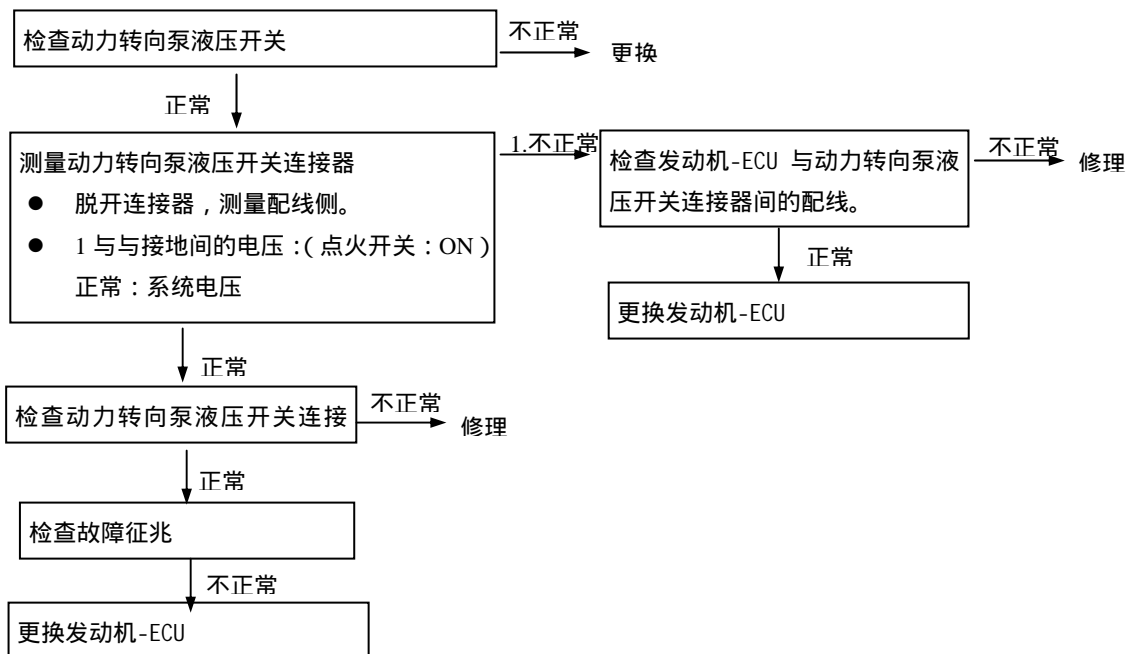 检查动力转向泵液压开关
不正常
更换
正常
测量动力转向泵液压开关连接器
● 脱开连接器，测量配线侧。
● 1 与与接地间的电压：（点火开关：ON）
正常：系统电压
1.不正常
检查发动机-ECU 与动力转向泵液
压开关连接器间的配线。
不正常
修理
正常
更换发动机-ECU
正常
检查动力转向泵液压开关连接
不正常
修理
正常
检查故障征兆
不正常
更换发动机-ECU